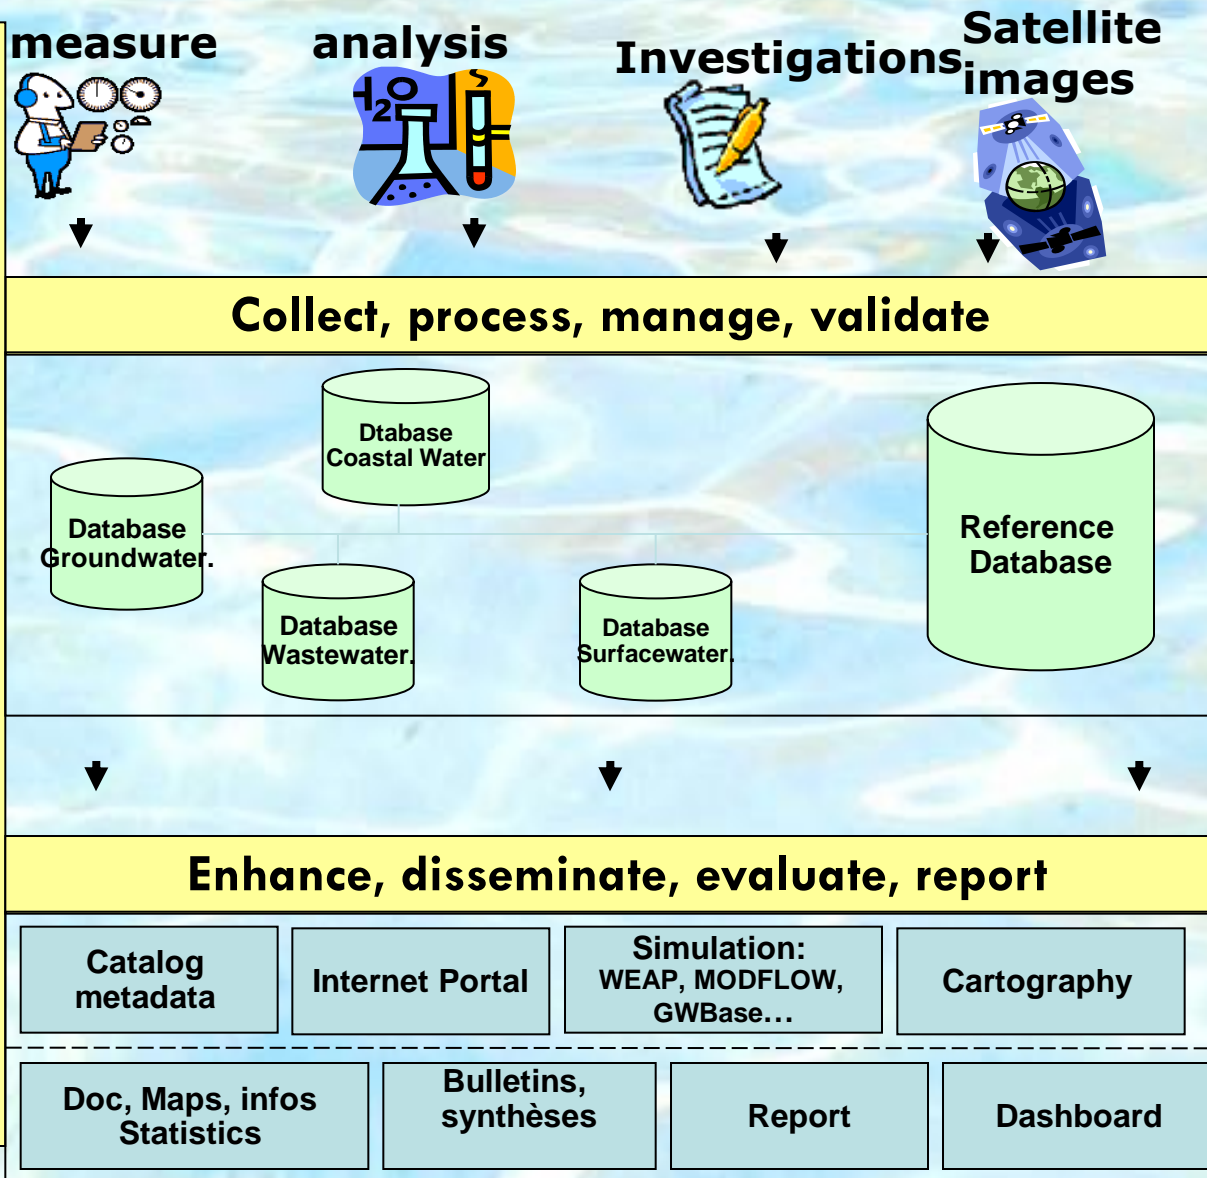 measure
analysis
Investigations
Satellite
images
H2O
Collect, process, manage, validate
Dtabase
Coastal Water
Database
Groundwater.
Reference
Database
Database
Wastewater.
Database
Surfacewater.
Enhance, disseminate, evaluate, report
Catalog
metadata
Internet Portal
Simulation:
WEAP, MODFLOW,
GWBase...
Cartography
Doc, Maps, infos
Statistics
Bulletins,
synthèses
Report
Dashboard